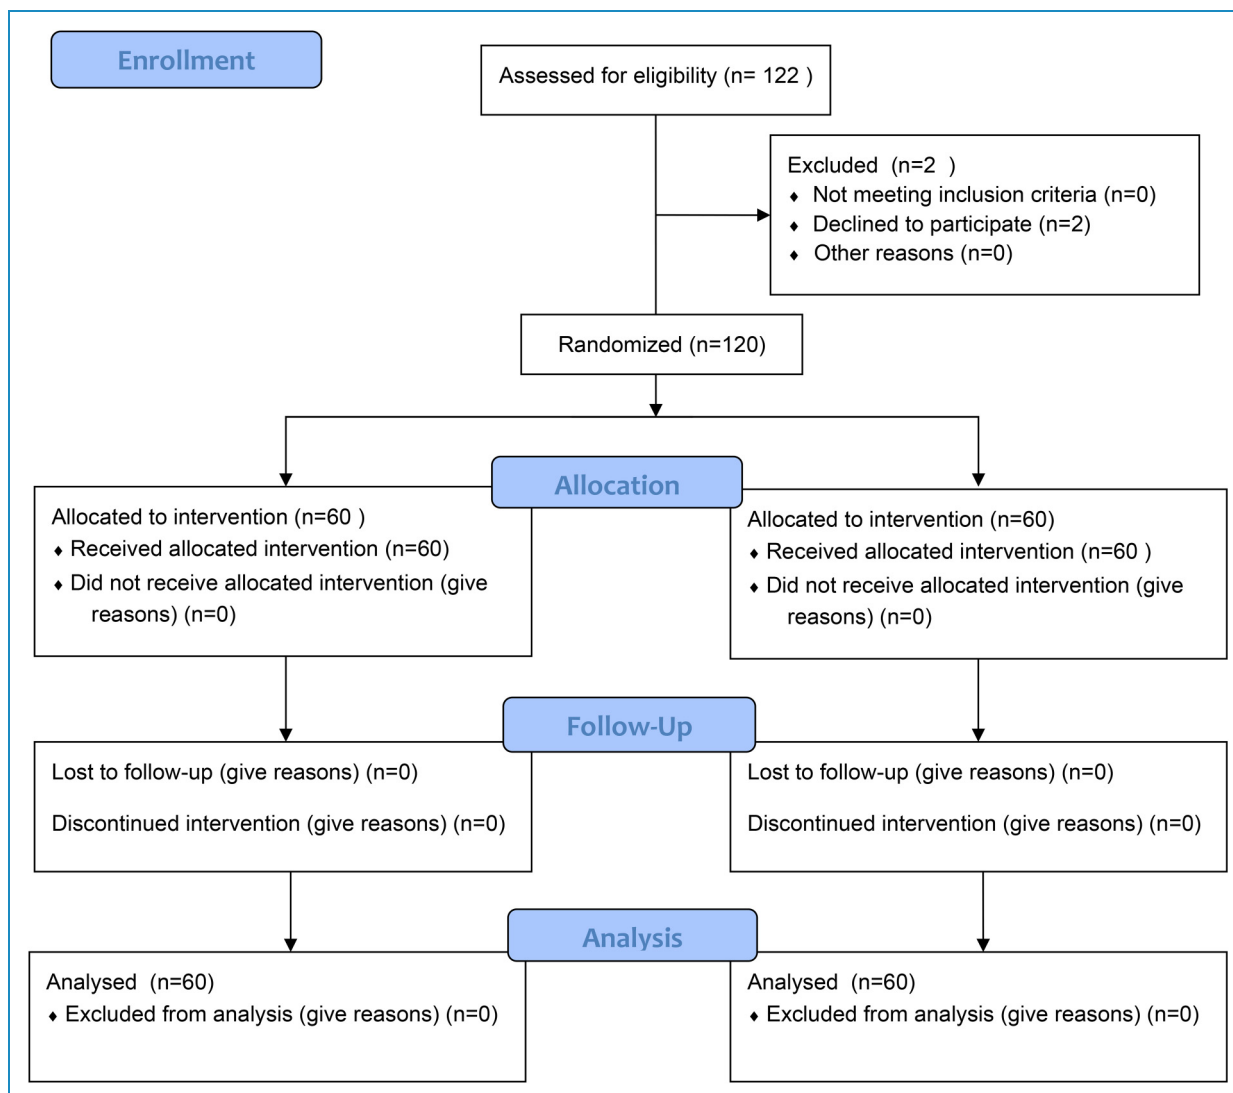 Enrollment
Assessed for eligibility (n= 122 )
Excluded (n=2 )
♦ Not meeting inclusion criteria (n=0)
♦ Declined to participate (n=2)
♦ Other reasons (n=0)
Randomized (n=120)
Allocation
Allocated to intervention (n=60 )
♦ Received allocated intervention (n=60)
♦ Did not receive allocated intervention (give
reasons) (n=0)
Allocated to intervention (n=60)
♦ Received allocated intervention (n=60 )
♦ Did not receive allocated intervention (give
reasons) (n=0)
Follow-Up
Lost to follow-up (give reasons) (n=0)
Discontinued intervention (give reasons) (n=0)
Lost to follow-up (give reasons) (n=0)
Discontinued intervention (give reasons) (n=0)
Analysis
Analysed (n=60)
♦ Excluded from analysis (give reasons) (n=0)
Analysed (n=60)
♦ Excluded from analysis (give reasons) (n=0)